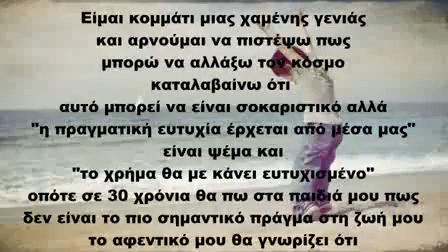 Είμαι κομμάτι μιας χαμένης γενιάς
και αρνούμαι να πιστέψω πως
μπορώ να αλλάξω τον κόσμο
καταλαβαίνω ότι
αυτό μπορεί να είναι σοκαριστικό αλλά
"η πραγματική ευτυχία έρχεται από μέσα μας"
είναι ψέμα και
"το χρήμα θα με κάνει ευτυχισμένο"
οπότε σε 30 χρόνια θα πω στα παιδιά μου πως
δεν είναι το πιο σημαντικό πράγμα στη ζωή μου
το αφεντικό μου θα γνωρίζει ότι